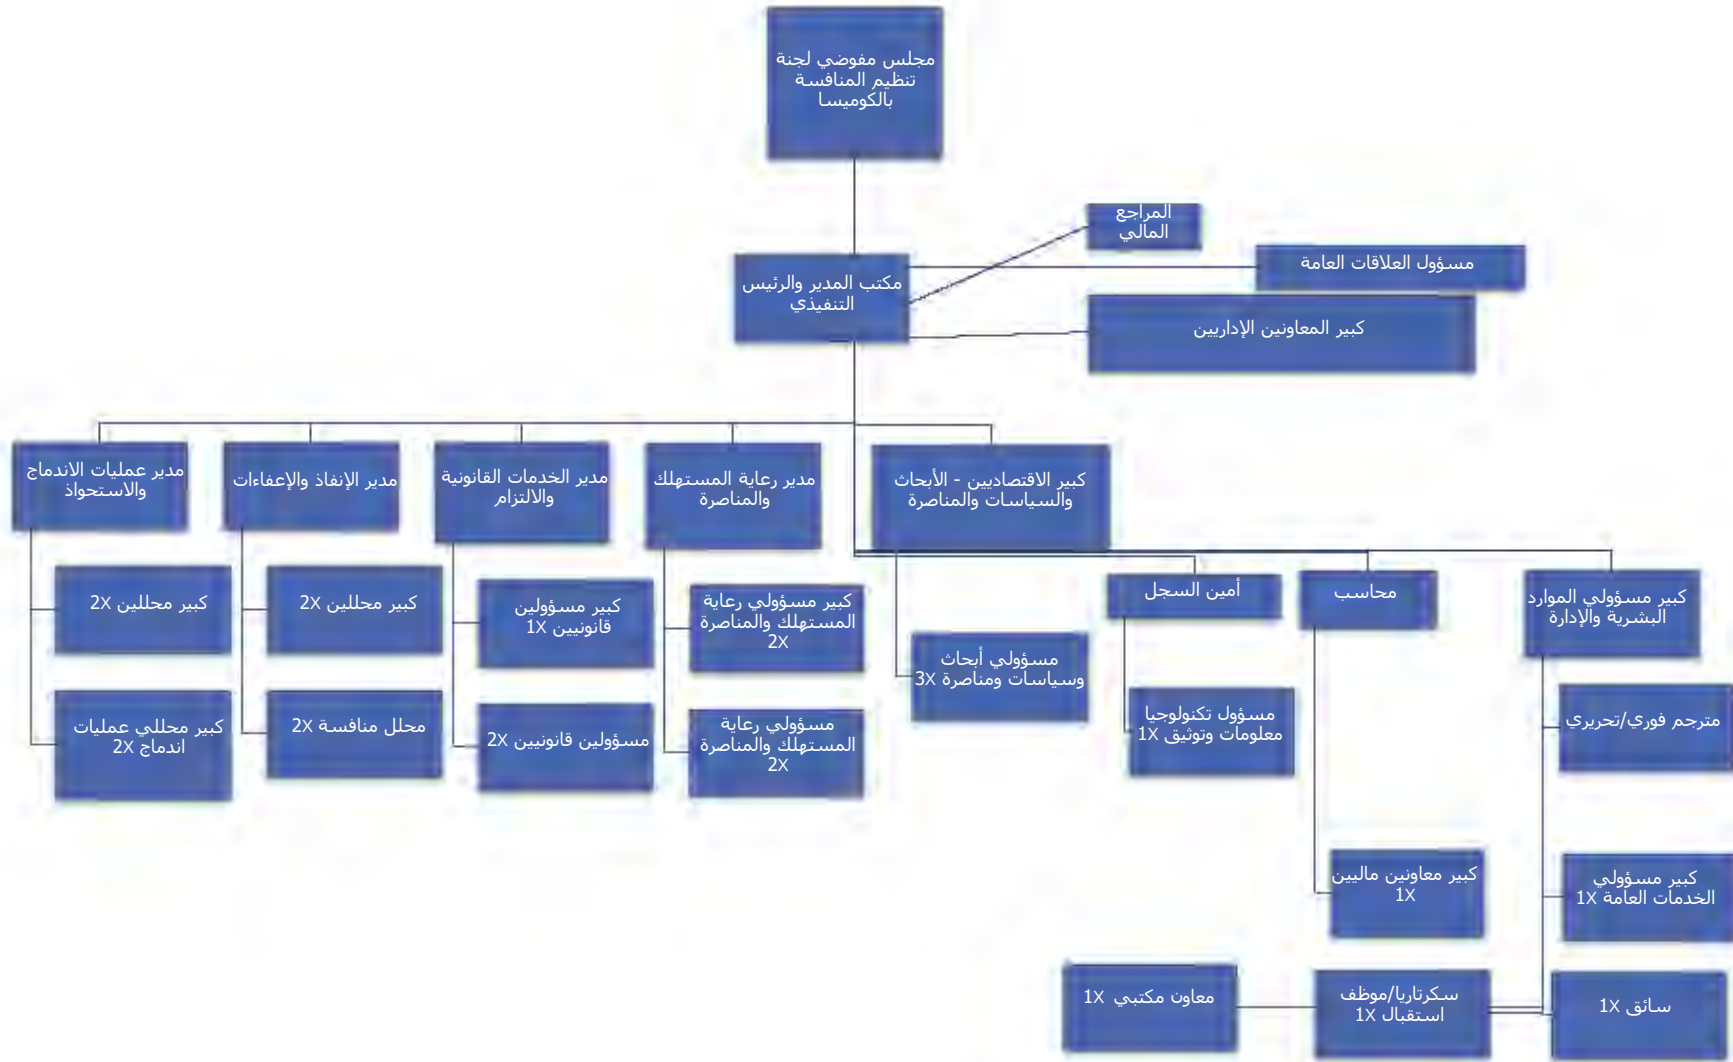 مجلس مفوضي لجنة
تنظيم المنافسة
بالكوميسا
المراجع
المالي
مسؤول العلاقات العامة
مكتب المدير والرئيس
التنفيذي
كبير المعاونين الإداريين
كبير الاقتصاديين - الأبحاث
والسياسات والمناصرة
مدير رعاية المستهلك
والمناصرة
مدير الخدمات القانونية
والالتزام
مدير الإنفاذ والإعفاءات
مدير عمليات الاندماج
والاستحواذ
كبير مسؤولي الموارد
البشرية والإدارة
محاسب
أمين السجل
كبير مسؤولي رعاية
المستهلك والمناصرة
2X
كبير مسؤولين
قانونيين 1X
كبير محللين 2X
كبير محللين 2X
مسؤولي أبحاث
وسياسات ومناصرة 3X
مترجم فوري/تحريري
مسؤول تكنولوجيا
معلومات وتوثيق 1X
مسؤولي رعاية
المستهلك والمناصرة
2X
مسؤولين قانونيين 2X
محلل منافسة 2X
كبير محللي عمليات
اندماج 2X
كبير مسؤولي
الخدمات العامة 1X
كبير معاونين ماليين
1X
سائق 1X
سكرتاريا/موظف
استقبال 1X
معاون مكتبي 1X